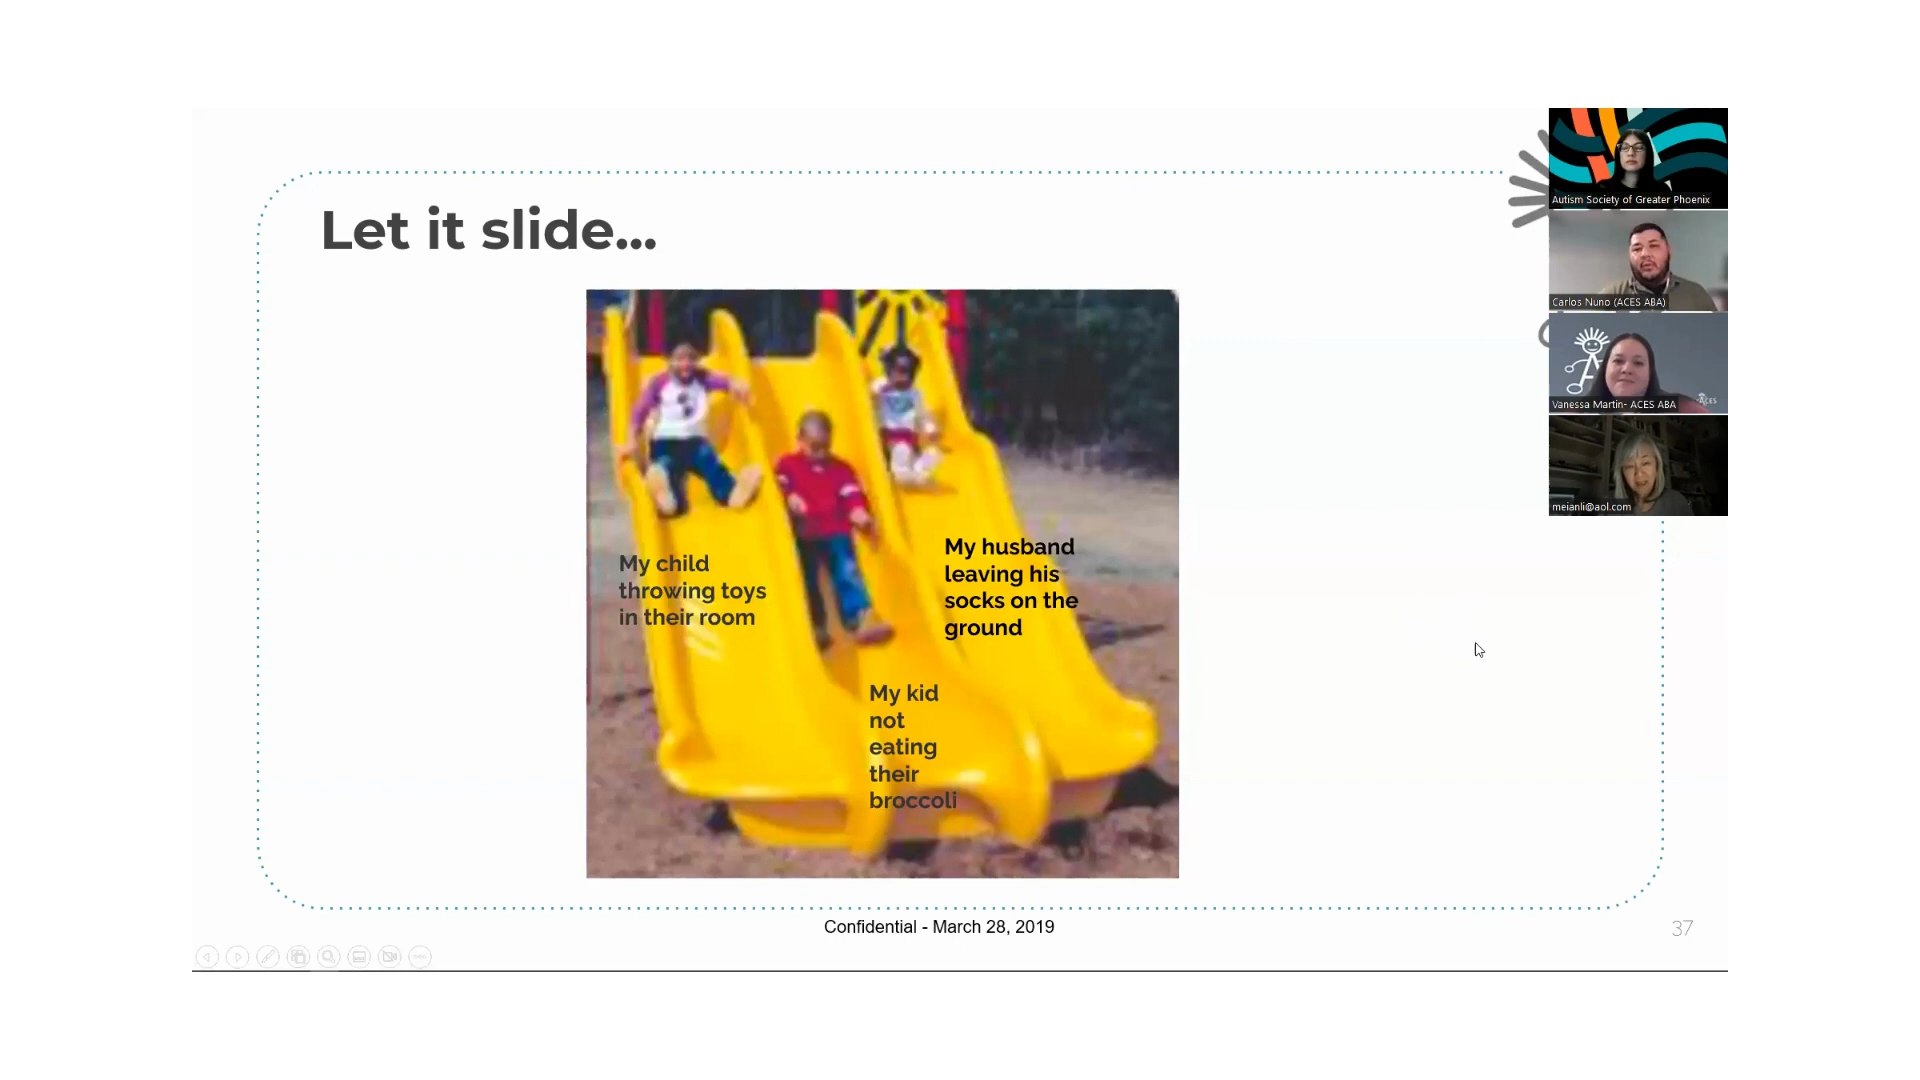 Let it slide...
My child
throwing toys
in their room
My husband
leaving his
socks on the
ground
My kid
not
eating
their
broccoli
Confidential - March 28, 2019
37
Autism Society of Greater Phoenix
Carlos Nuno (ACES ABA)
Vanessa Martin- ACES ABA
ACES
meianli@aol.com